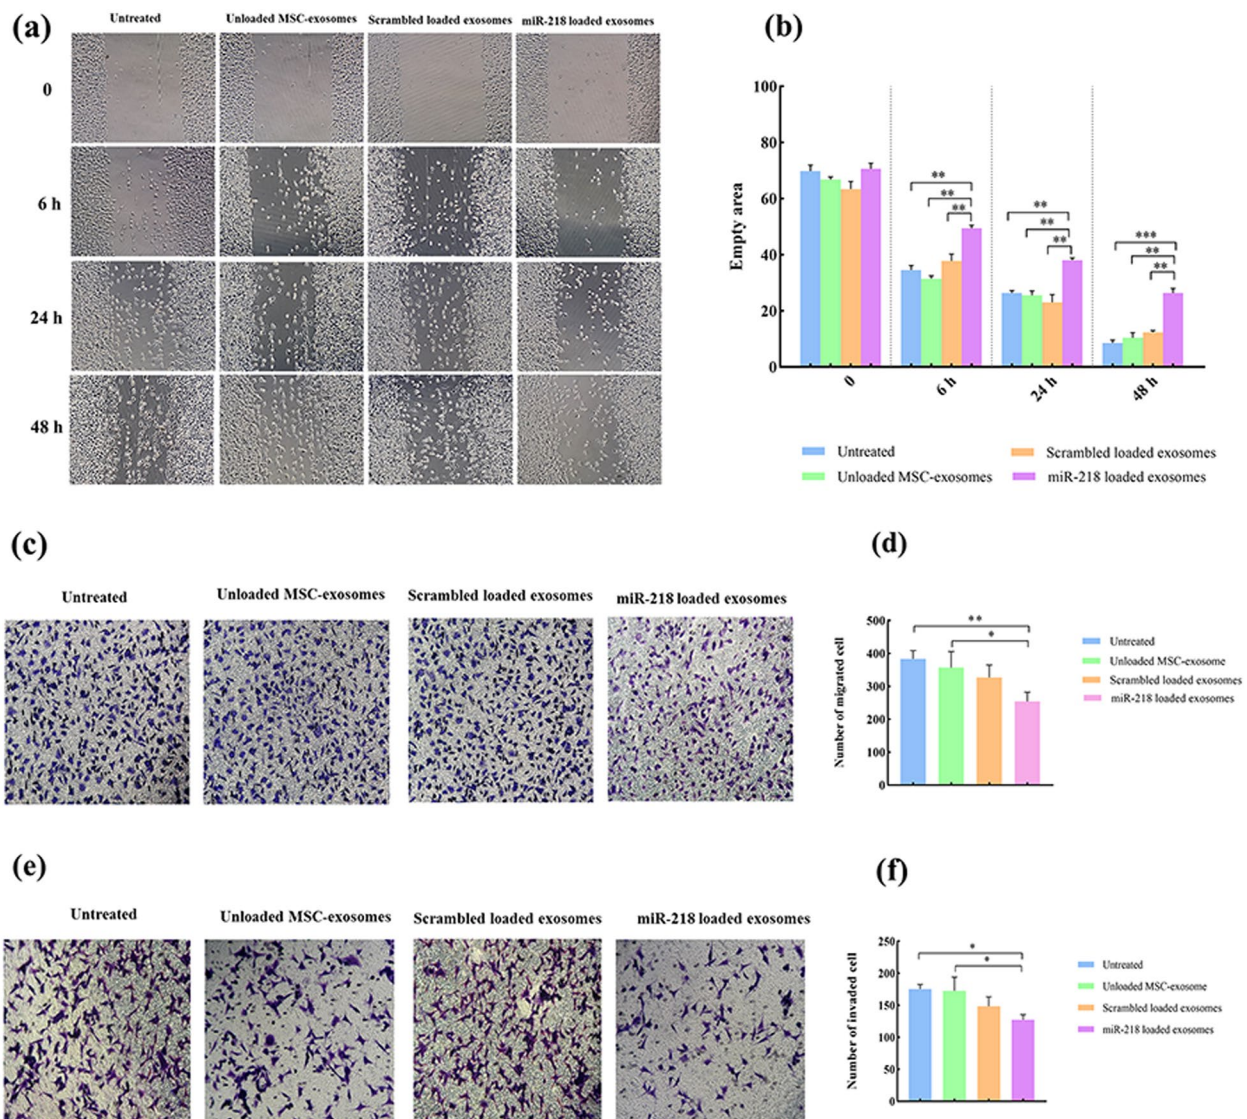 (a)
Untreated
Unloaded MSC-exosomes
Scrambled loaded exosomes
miR-218 loaded exosomes
0
6 h
24 h
48 h
(b)
Empty area
100
80
60
40
20
0
**
**
**
**
**
**
***
**
**
0
6 h
24 h
48 h
Untreated
Scrambled loaded exosomes
Unloaded MSC-exosomes
miR-218 loaded exosomes
(c)
Untreated
Unloaded MSC-exosomes
Scrambled loaded exosomes
miR-218 loaded exosomes
(d)
Number of migrated cell
500
400
300
200
100
0
**
*
Untreated
Unloaded MSC-exosome
Scrambled loaded exosomes
miR-218 loaded exosomes
(e)
Untreated
Unloaded MSC-exosomes
Scrambled loaded exosomes
miR-218 loaded exosomes
(f)
Number of invaded cell
250
200
150
100
50
0
*
*
Untreated
Unloaded MSC-exosome
Scrambled loaded exosomes
miR-218 loaded exosomes